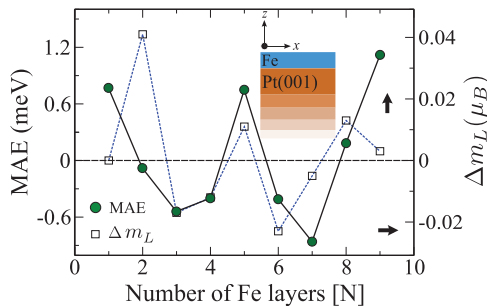 z
x
Fe
Pt(001)
MAE (meV)
1.2
0.6
0
-0.6
0.04
0.02
0
-0.02
Δm_L (μ_B)
MAE
Δ m_L
0 2 4 6 8 10
Number of Fe layers [N]